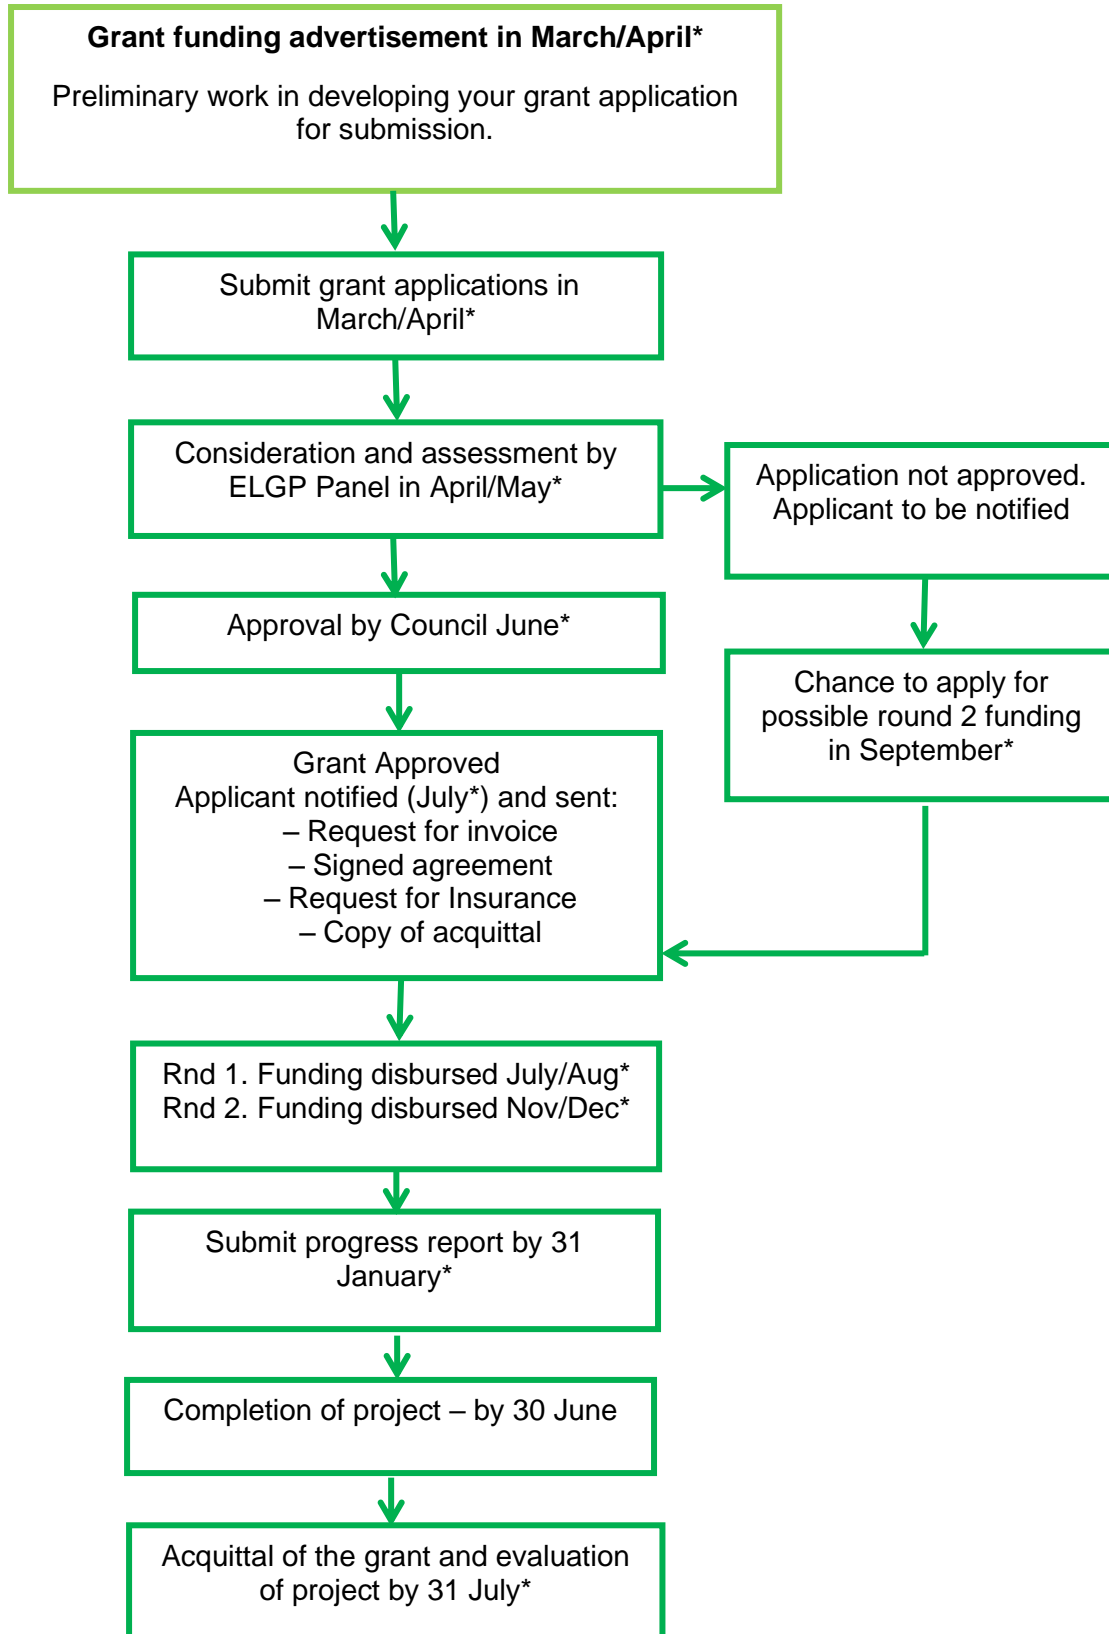 Grant funding advertisement in March/April*
Preliminary work in developing your grant application
for submission.
Submit grant applications in
March/April*
Consideration and assessment by
ELGP Panel in April/May*
Application not approved.
Applicant to be notified
Approval by Council June*
Chance to apply for
possible round 2 funding
in September*
Grant Approved
Applicant notified (July*) and sent:
– Request for invoice
– Signed agreement
– Request for Insurance
– Copy of acquittal
Rnd 1. Funding disbursed July/Aug*
Rnd 2. Funding disbursed Nov/Dec*
Submit progress report by 31
January*
Completion of project – by 30 June
Acquittal of the grant and evaluation
of project by 31 July*